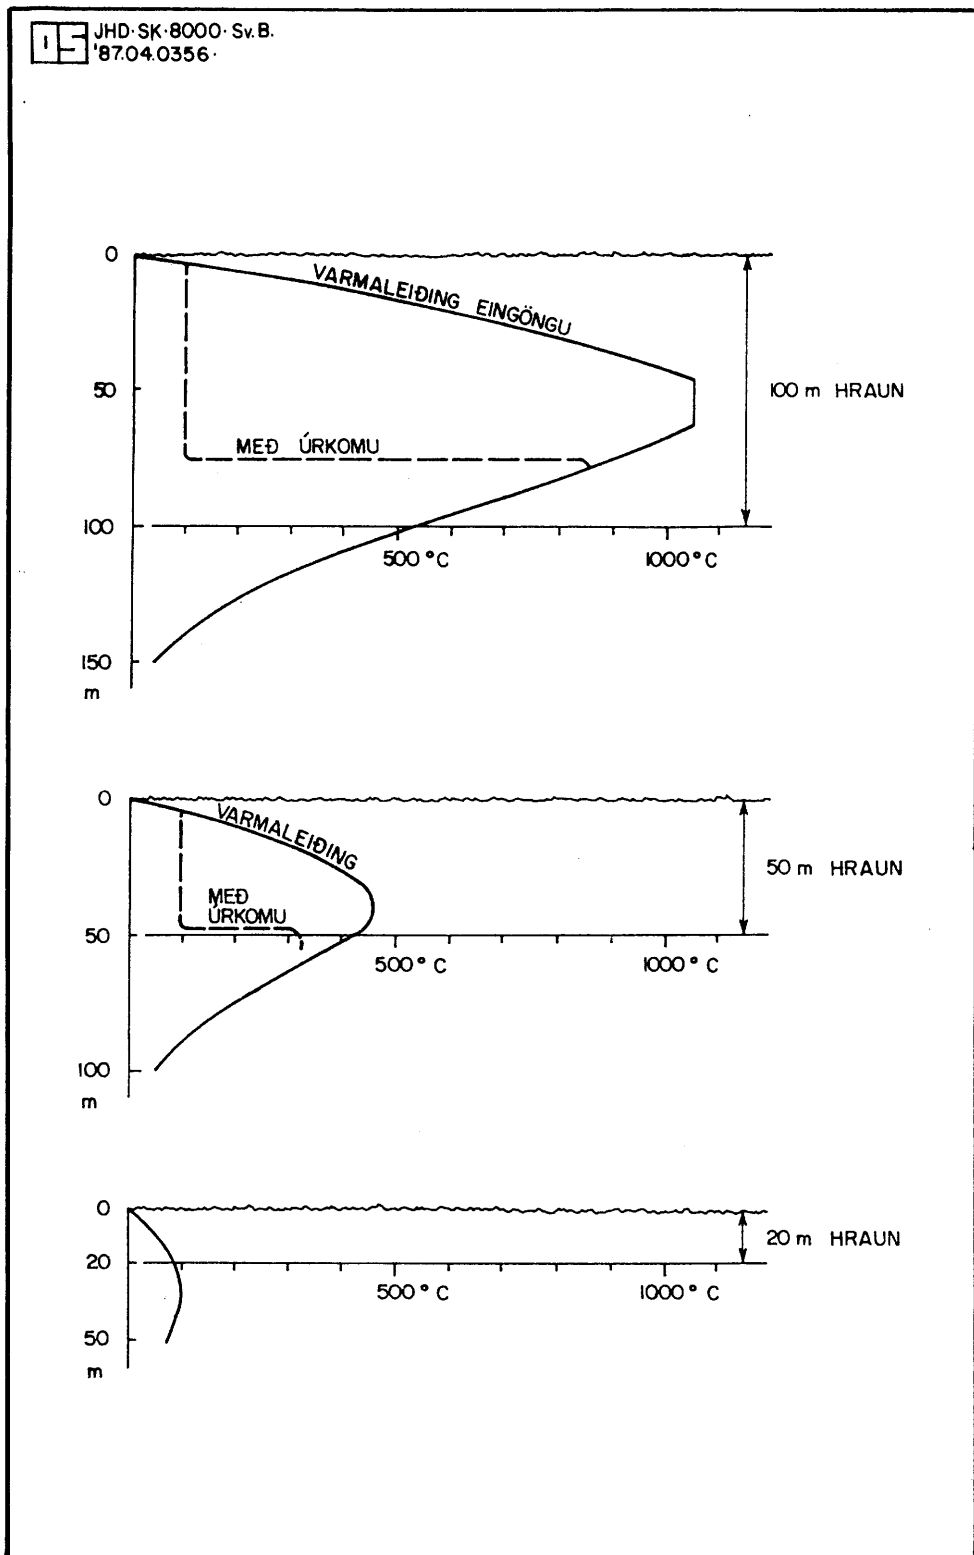 OS JHD·SK·8000·Sv.B.
'87.04.0356·
0
VARMALEIÐING EINGÖNGU
50
100 m HRAUN
MEÐ ÚRKOMU
100
500°C
1000°C
150
m
0
VARMALEIÐING
50 m HRAUN
MEÐ
ÚRKOMU
50
500°C
1000°C
100
m
0
20 m HRAUN
20
500°C
1000°C
50
m